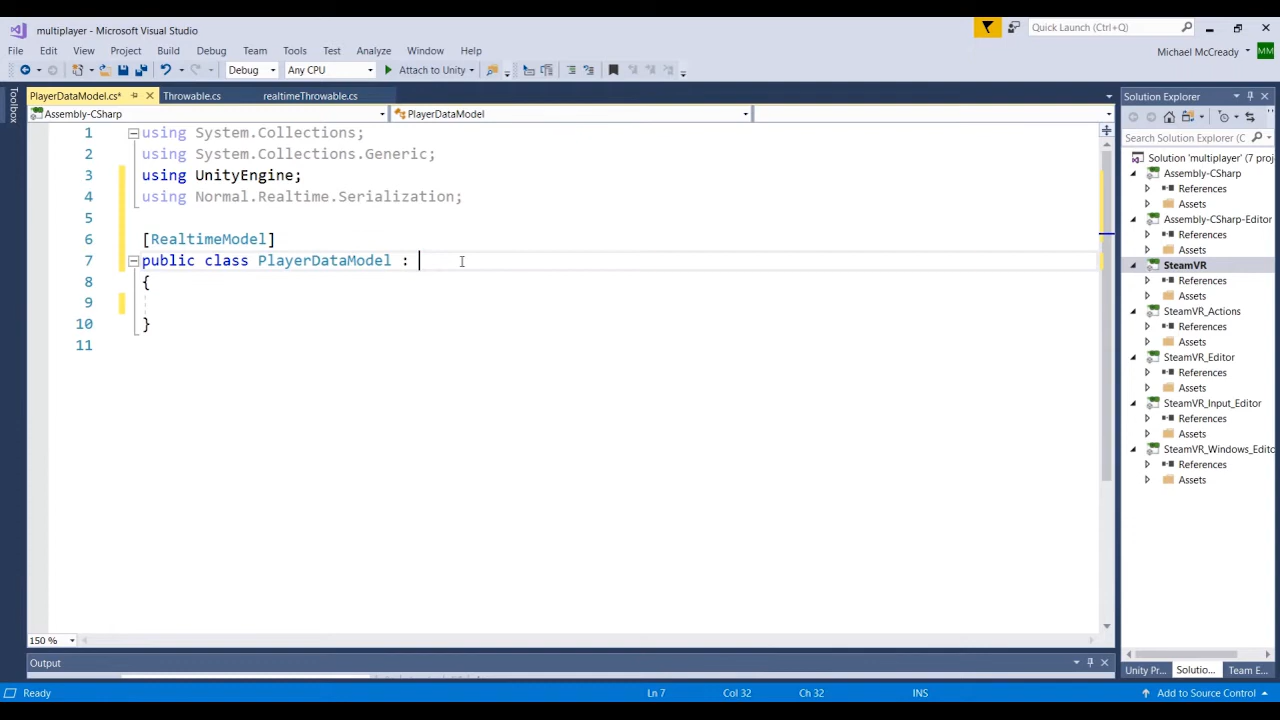 multiplayer - Microsoft Visual Studio
Quick Launch (Ctrl+Q)
File Edit View Project Build Debug Team Tools Test Analyze Window Help
Michael McCready MM
Debug Any CPU Attach to Unity
Toolbox
PlayerDataModel.cs* Throwable.cs realtimeThrowable.cs
Assembly-CSharp PlayerDataModel
1 using System.Collections;
2 using System.Collections.Generic;
3 using UnityEngine;
4 using Normal.Realtime.Serialization;
5
6 [RealtimeModel]
7 public class PlayerDataModel :
8 {
9
10 }
11
150 %
Output
Solution Explorer
Search Solution Explorer (C
Solution 'multiplayer' (7 proj
Assembly-CSharp
References
Assets
Assembly-CSharp-Editor
References
Assets
SteamVR
References
Assets
SteamVR_Actions
References
Assets
SteamVR_Editor
References
Assets
SteamVR_Input_Editor
References
Assets
SteamVR_Windows_Edito
References
Assets
Unity Pr... Solutio... Team E...
Ready Ln 7 Col 32 Ch 32 INS Add to Source Control